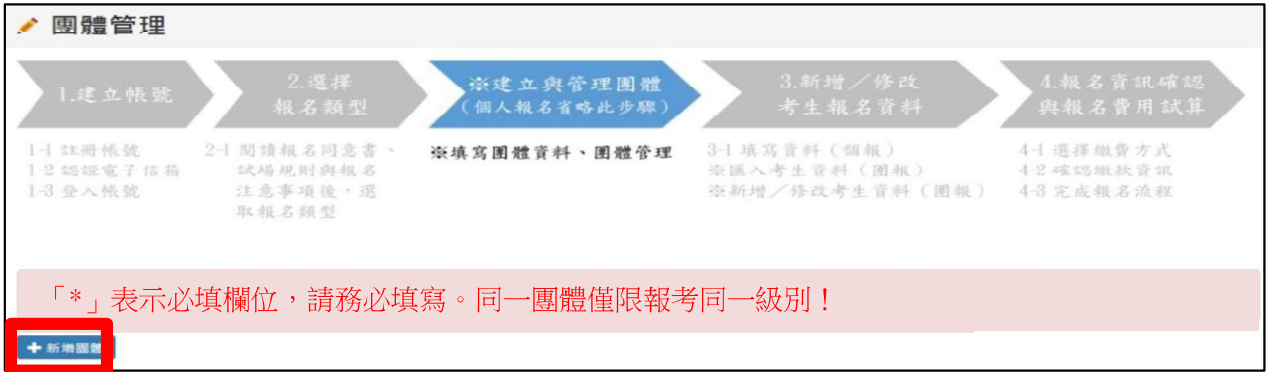 團體管理
1.建立帳號
2.選擇
報名類型
※建立與管理團體
(個人報名省略此步驟)
3.新增／修改
考生報名資料
4.報名資訊確認
與報名費用試算
1-1 註冊帳號
1-2 認證電子信箱
1-3 登入帳號
2-1 閱讀報名同意書、
試場規則與報名
注意事項後，選
取報名類型
※填寫團體資料、團體管理
3-1 填寫資料（個報）
※匯入考生資料（團報）
※新增／修改考生資料（團報）
4-1 選擇繳費方式
4-2 確認繳款資訊
4-3 完成報名流程
「*」表示必填欄位，請務必填寫。同一團體僅限報考同一級別！
新增團體